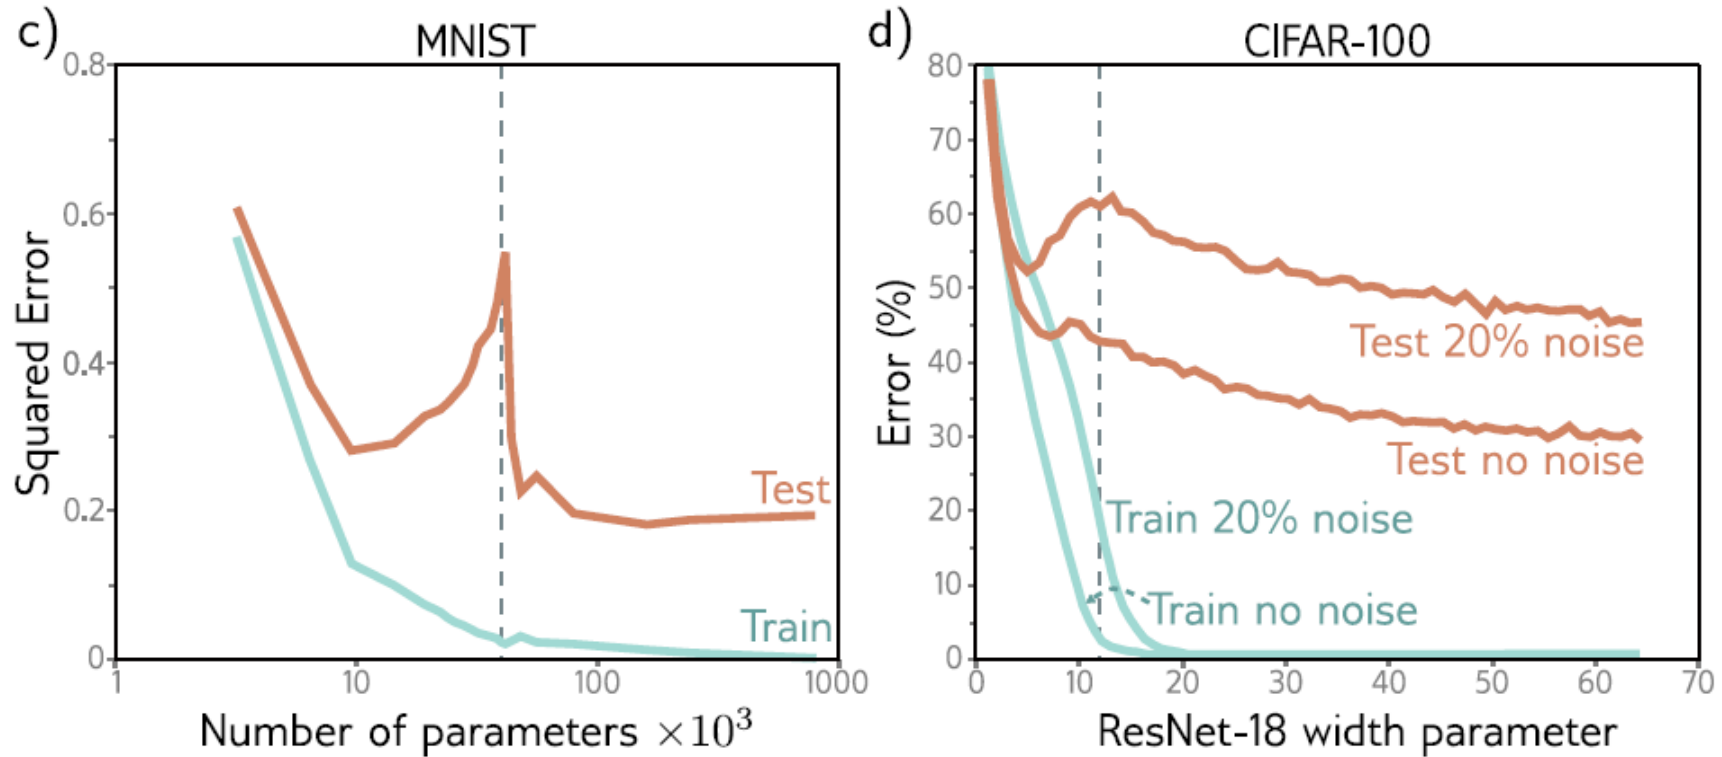 c)
MNIST
Squared Error
0.8
0.6
0.4
0.2
0
1
10
100
1000
Test
Train
Number of parameters ×10³
d)
CIFAR-100
Error (%)
80
70
60
50
40
30
20
10
0
0
10
20
30
40
50
60
70
Test 20% noise
Test no noise
Train 20% noise
Train no noise
ResNet-18 width parameter